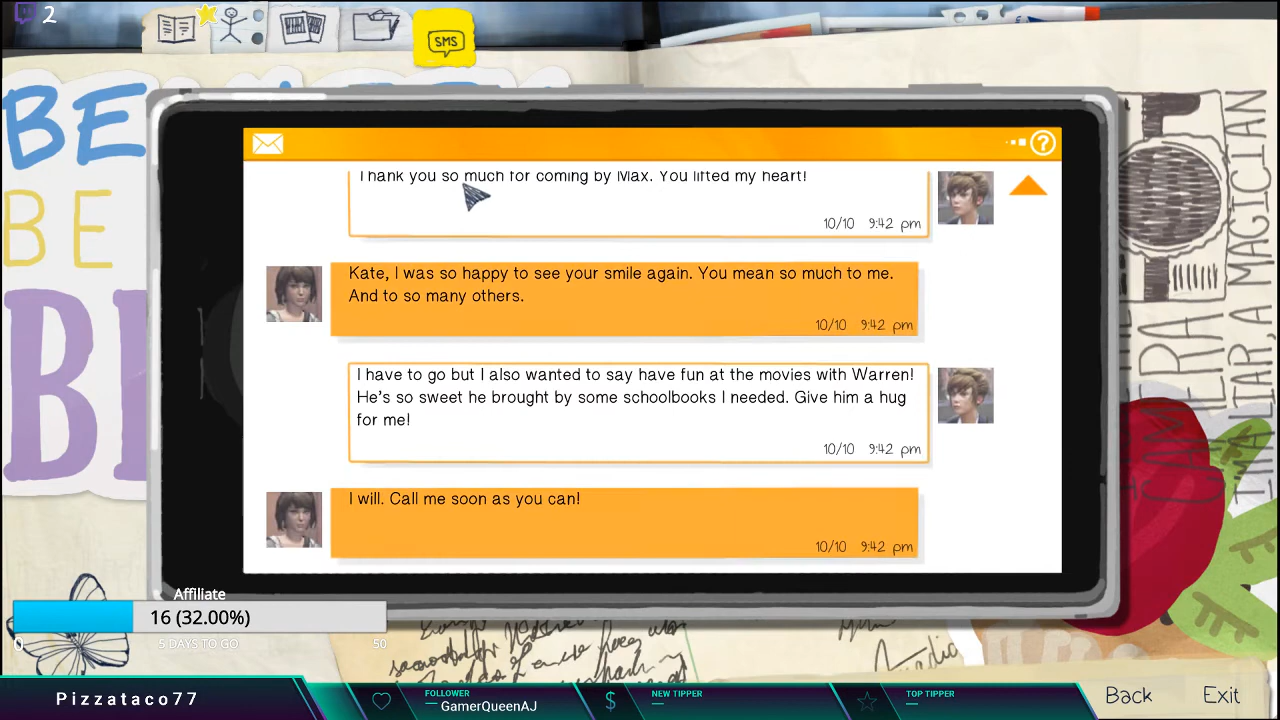 2
SMS
BE
BE
Thank you so much for coming by Max. You lifted my heart!
10/10 9:42 pm
Kate, I was so happy to see your smile again. You mean so much to me.
And to so many others.
10/10 9:42 pm
I have to go but I also wanted to say have fun at the movies with Warren!
He's so sweet he brought by some schoolbooks I needed. Give him a hug
for me!
10/10 9:42 pm
I will. Call me soon as you can!
10/10 9:42 pm
CAMERA
LIAR, A MAGICIAN
Affiliate
16 (32.00%)
0
5 DAYS TO GO
50
Pizzataco77
FOLLOWER
GamerQueenAJ
$
NEW TIPPER
TOP TIPPER
Back
Exit